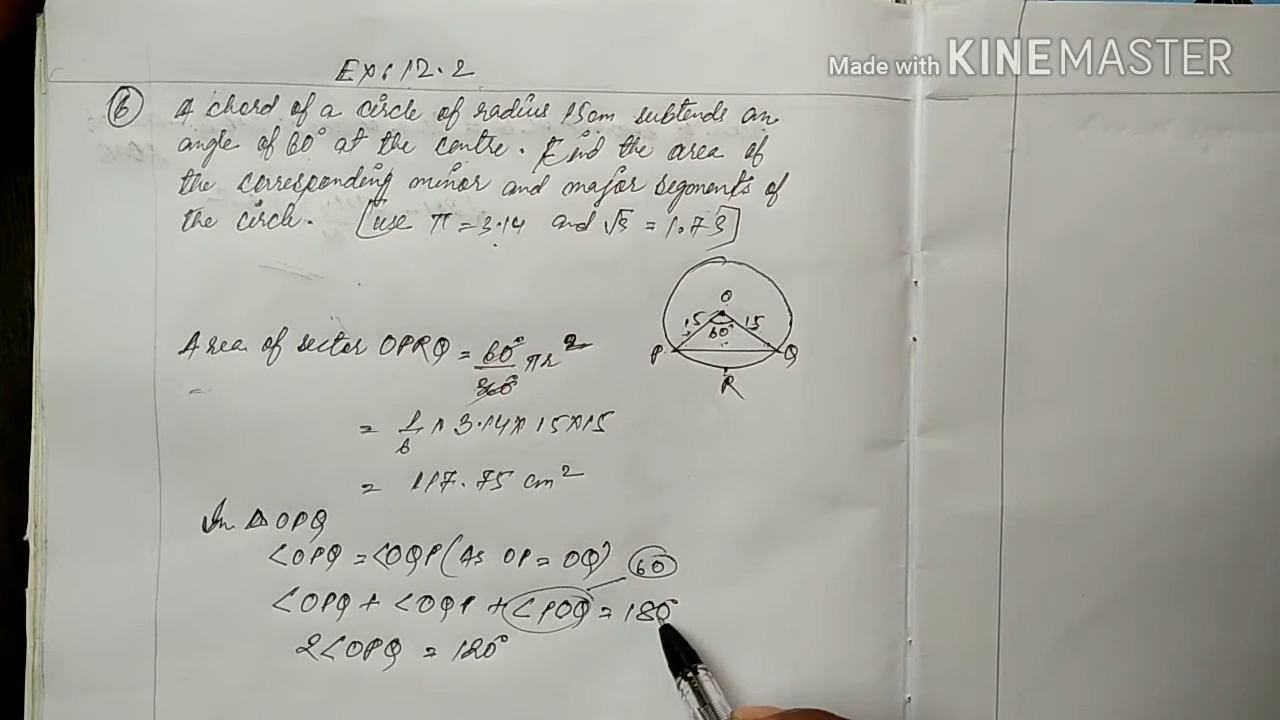 Made with KINEMASTER
Ex: 12.2
6 A chord of a circle of radius 15cm subtends an
angle of 60° at the centre. Find the area of
the corresponding minor and major segments of
the circle. [use π = 3.14 and √3 = 1.73]
O
15 60° 15
P Q
R
Area of sector OPRQ = 60°/360° πr²
= 1/6 × 3.14 × 15 × 15
= 117.75 cm²
In △OPQ
∠OPQ = ∠OQP (As OP = OQ) 60
∠OPQ + ∠OQP + ∠POQ = 180°
2∠OPQ = 120°